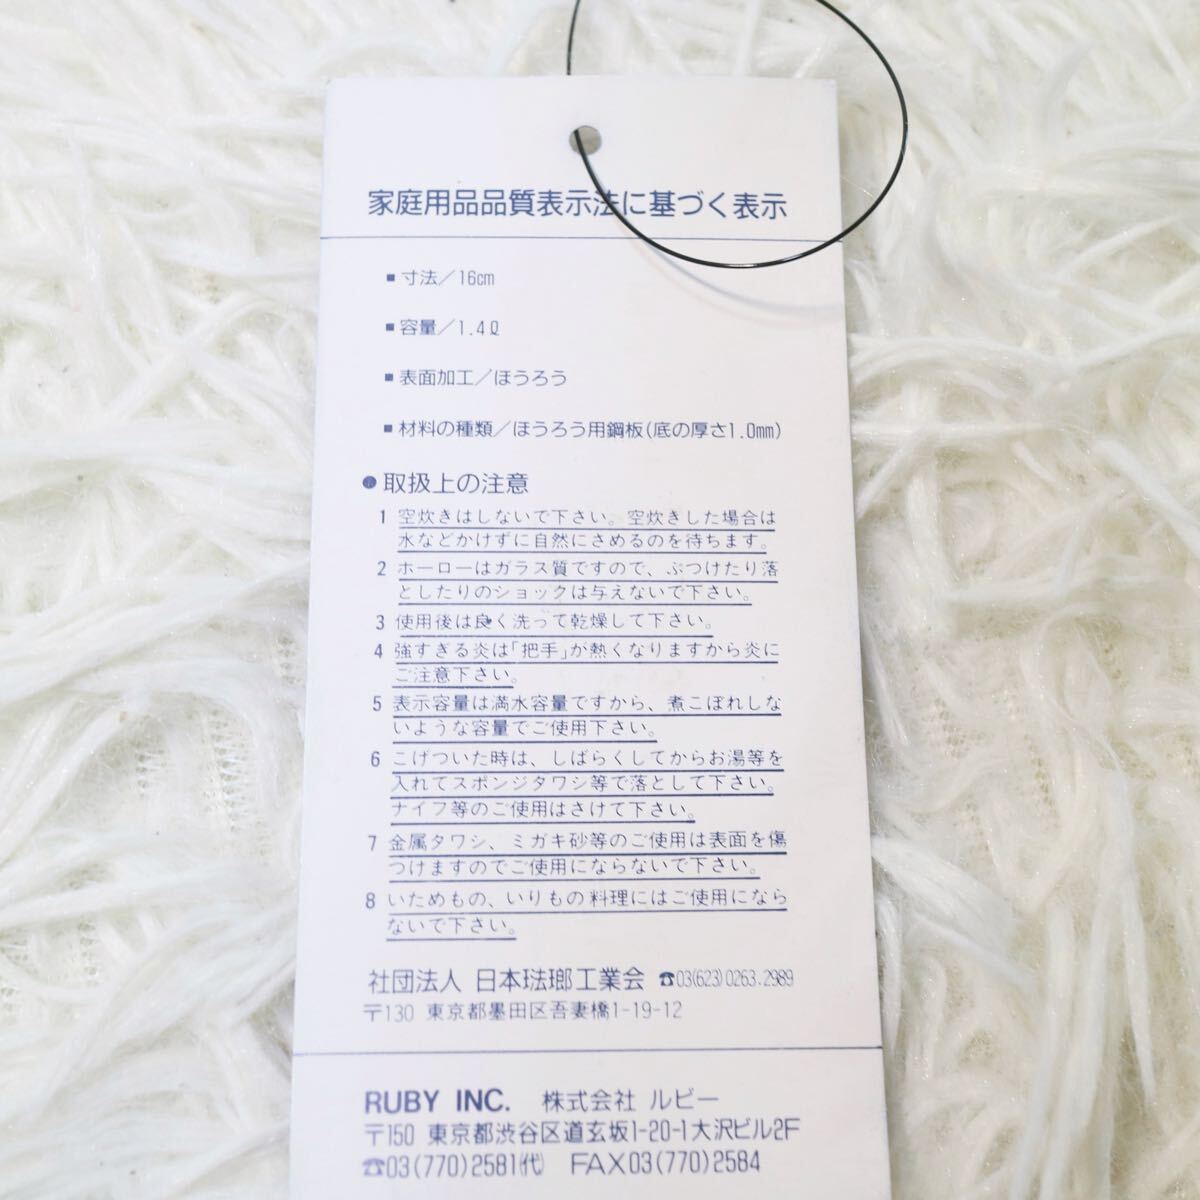 家庭用品品質表示法に基づく表示
■寸法／16cm
■容量／1.4ℓ
■表面加工／ほうろう
■材料の種類／ほうろう用鋼板(底の厚さ1.0mm)
●取扱上の注意
1 空炊きはしないで下さい。空炊きした場合は
水などかけずに自然にさめるのを待ちます。
2 ホーローはガラス質ですので、ぶつけたり落
としたりのショックは与えないで下さい。
3 使用後は良く洗って乾燥して下さい。
4 強すぎる炎は「把手」が熱くなりますから炎に
ご注意下さい。
5 表示容量は満水容量ですから、煮こぼれしな
いような容量でご使用下さい。
6 こげついた時は、しばらくしてからお湯等を
入れてスポンジタワシ等で落として下さい。
ナイフ等のご使用はさけて下さい。
7 金属タワシ、ミガキ砂等のご使用は表面を傷
つけますのでご使用にならないで下さい。
8 いためもの、いりもの料理にはご使用になら
ないで下さい。
社団法人 日本琺瑯工業会 ☎03(623)0263.2989
〒130 東京都墨田区吾妻橋1-19-12
RUBY INC. 株式会社 ルビー
〒150 東京都渋谷区道玄坂1-20-1大沢ビル2F
☎03(770)2581(代) FAX03(770)2584